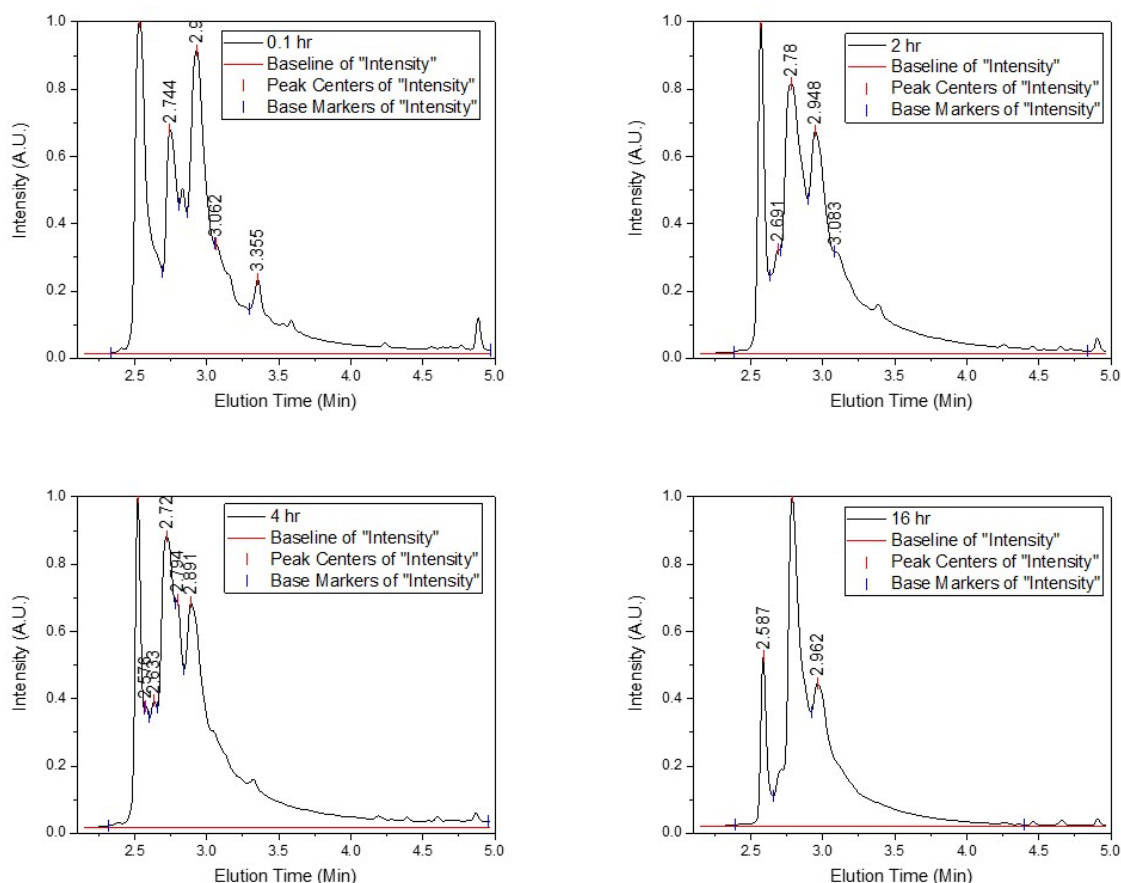 1.0
0.8
0.6
0.4
0.2
0.0
Intensity (A.U.)
2.744
3.062
3.355
0.1 hr
Baseline of "Intensity"
Peak Centers of "Intensity"
Base Markers of "Intensity"
2.5 3.0 3.5 4.0 4.5 5.0
Elution Time (Min)
1.0
0.8
0.6
0.4
0.2
0.0
Intensity (A.U.)
2.691
2.78
2.948
3.083
2 hr
Baseline of "Intensity"
Peak Centers of "Intensity"
Base Markers of "Intensity"
2.5 3.0 3.5 4.0 4.5 5.0
Elution Time (Min)
1.0
0.8
0.6
0.4
0.2
0.0
Intensity (A.U.)
2.633
2.72
2.794
2.891
4 hr
Baseline of "Intensity"
Peak Centers of "Intensity"
Base Markers of "Intensity"
2.5 3.0 3.5 4.0 4.5 5.0
Elution Time (Min)
1.0
0.8
0.6
0.4
0.2
0.0
Intensity (A.U.)
2.587
2.962
16 hr
Baseline of "Intensity"
Peak Centers of "Intensity"
Base Markers of "Intensity"
2.5 3.0 3.5 4.0 4.5 5.0
Elution Time (Min)